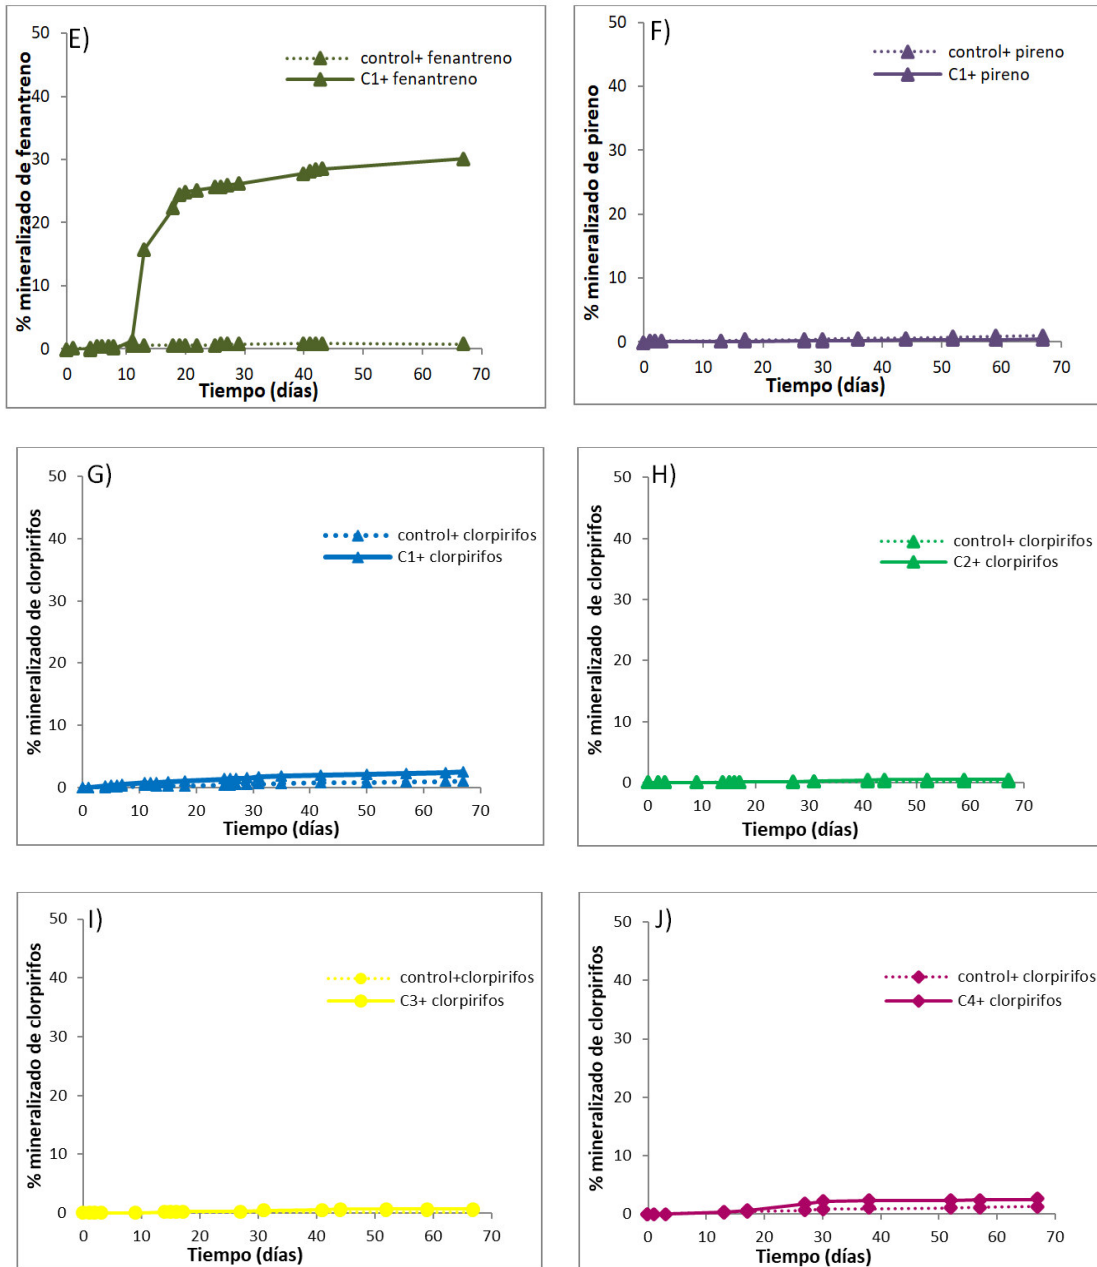 E)
control+ fenantreno
C1+ fenantreno
% mineralizado de fenantreno
50
40
30
20
10
0
0 10 20 30 40 50 60 70
Tiempo (días)
F)
control+ pireno
C1+ pireno
% mineralizado de pireno
50
40
30
20
10
0
0 10 20 30 40 50 60 70
Tiempo (días)
G)
control+ clorpirifos
C1+ clorpirifos
% mineralizado de clorpirifos
50
40
30
20
10
0
0 10 20 30 40 50 60 70
Tiempo (días)
H)
control+ clorpirifos
C2+ clorpirifos
% mineralizado de clorpirifos
50
40
30
20
10
0
0 10 20 30 40 50 60 70
Tiempo (días)
I)
control+clorpirifos
C3+ clorpirifos
% mineralizado de clorpirifos
50
40
30
20
10
0
0 10 20 30 40 50 60 70
Tiempo (días)
J)
control+ clorpirifos
C4+ clorpirifos
% mineralizado de clorpirifos
50
40
30
20
10
0
0 10 20 30 40 50 60 70
Tiempo (días)